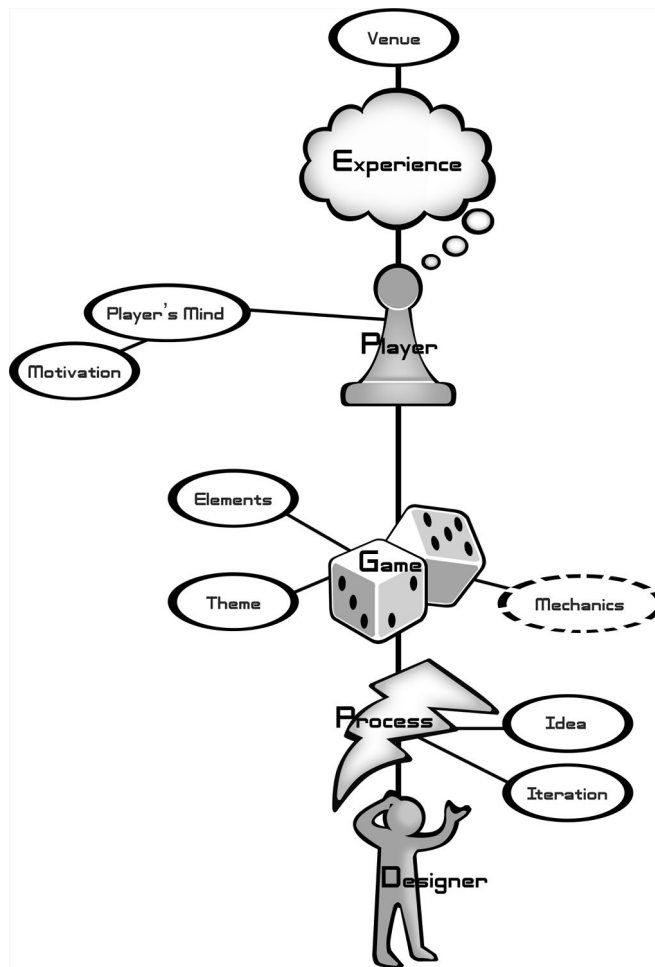 Venue
Experience
Player's Mind
Player
Motivation
Elements
Game
Theme
Mechanics
Process
Idea
Iteration
Designer